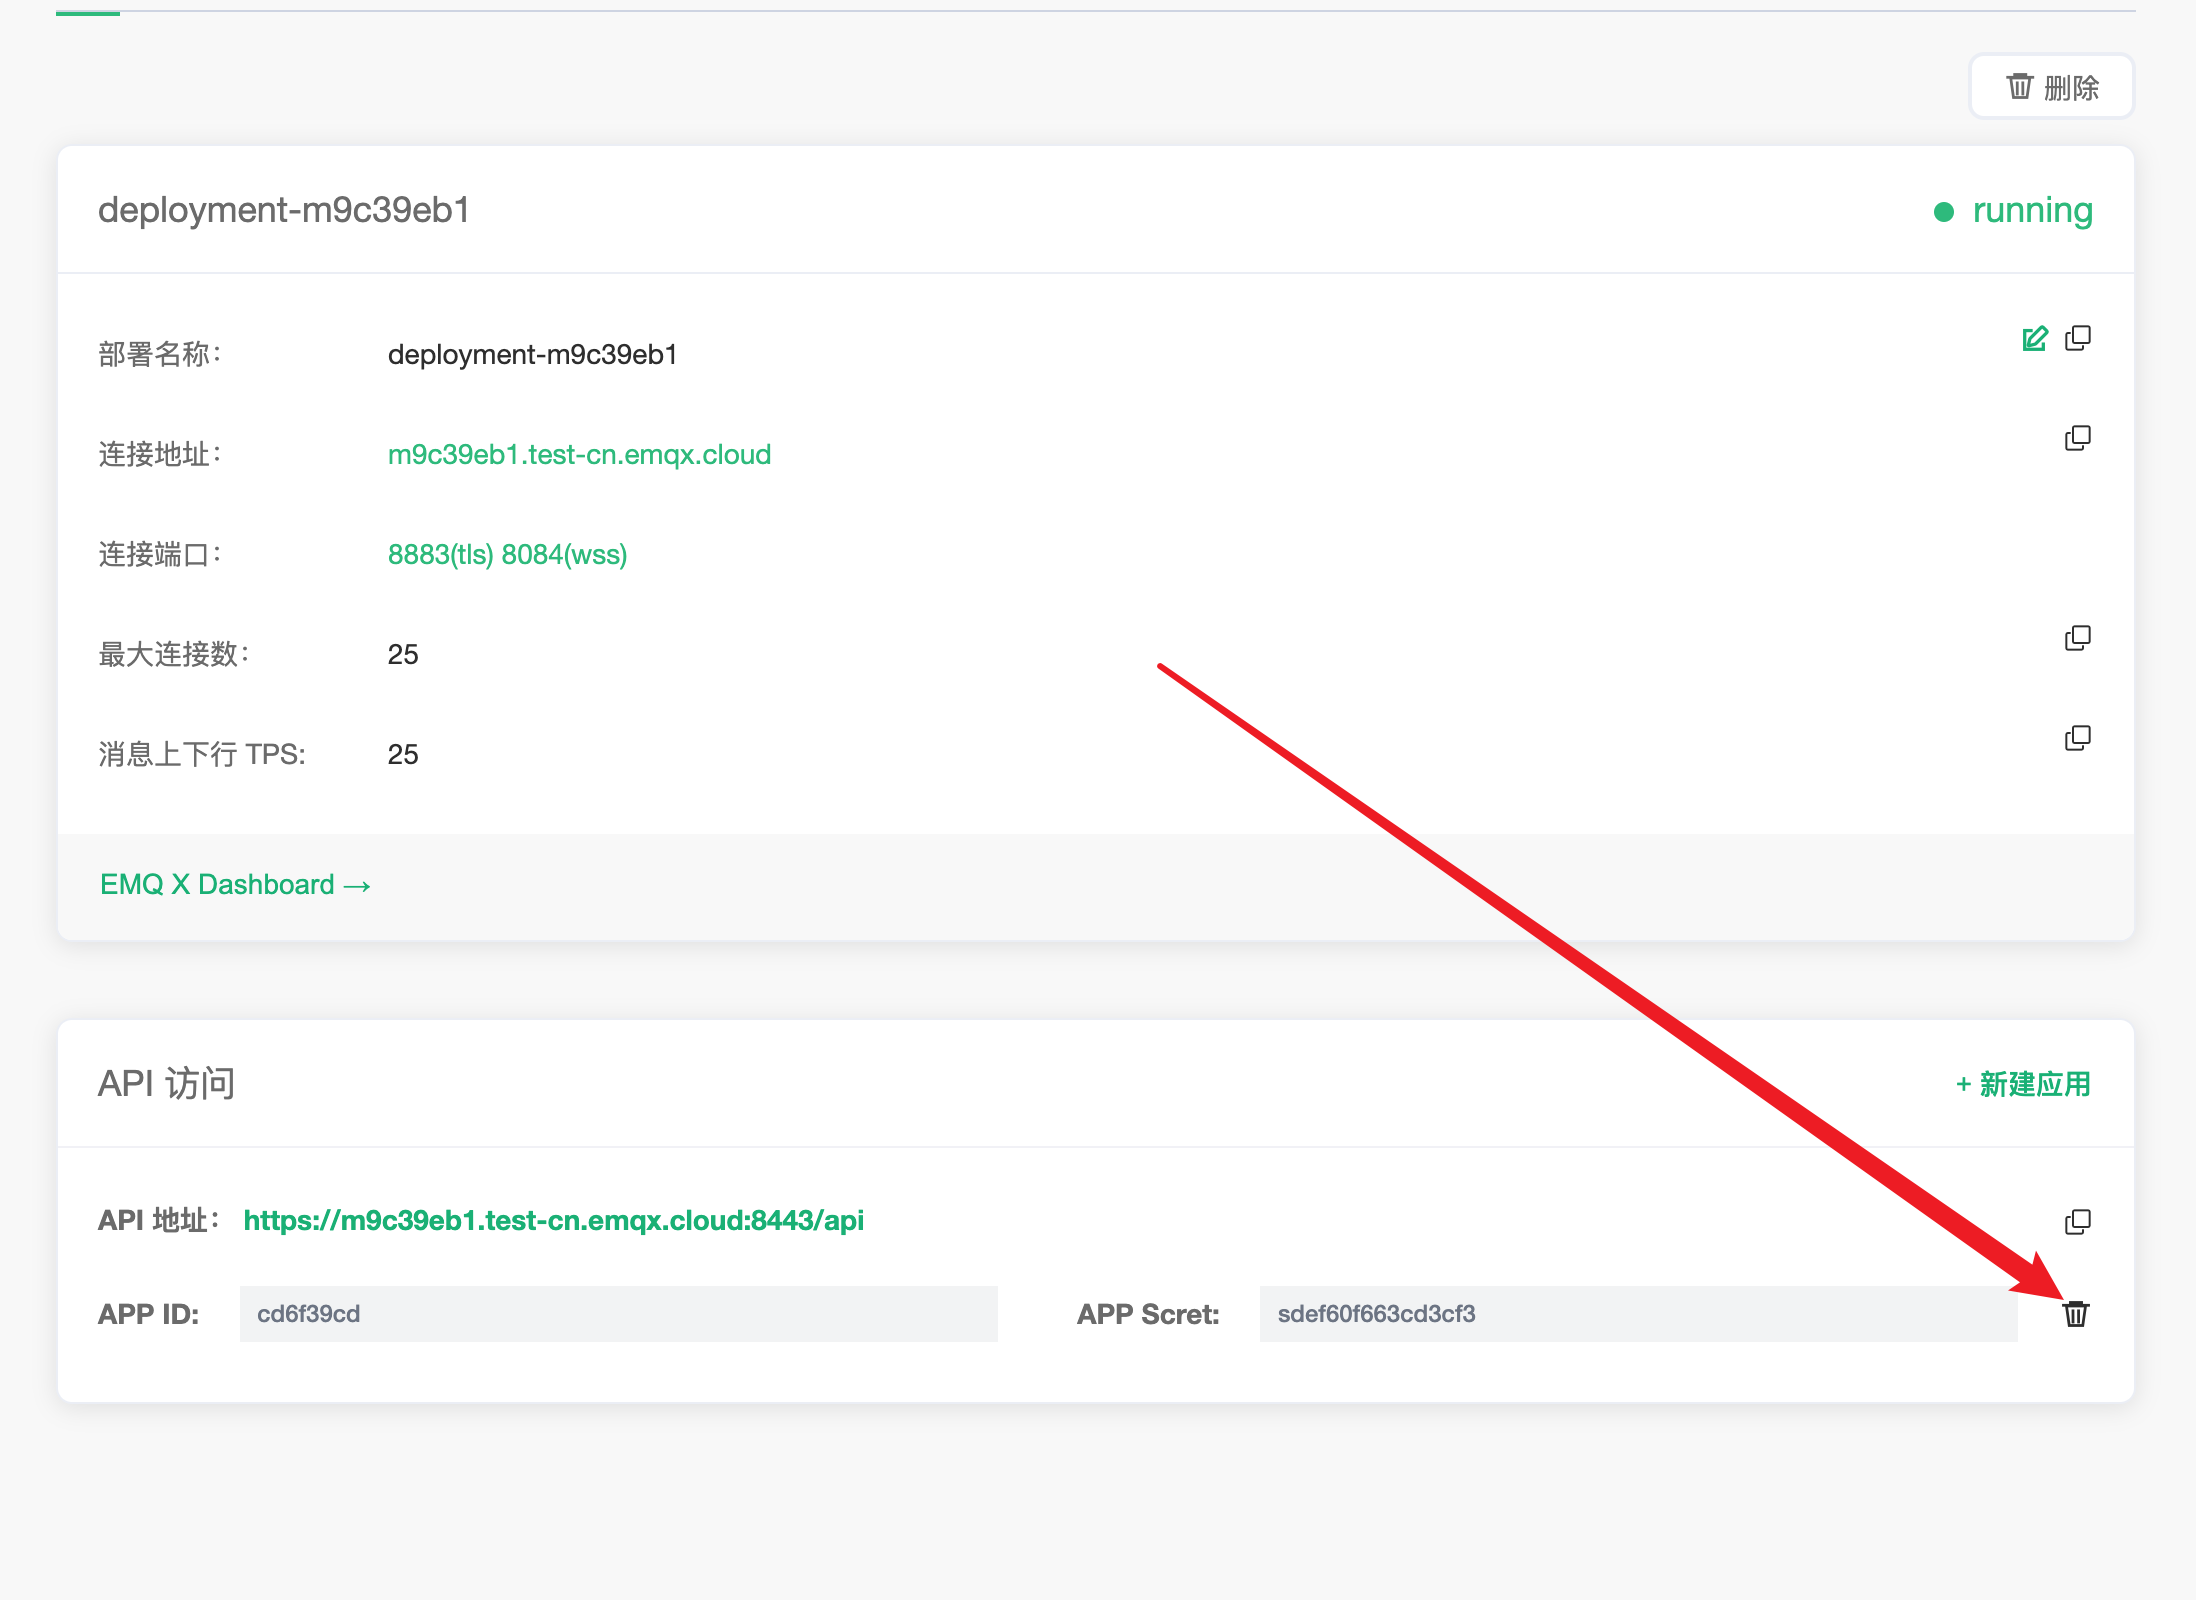 删除
deployment-m9c39eb1
running
部署名称：
deployment-m9c39eb1
连接地址：
m9c39eb1.test-cn.emqx.cloud
连接端口：
8883(tls) 8084(wss)
最大连接数：
25
消息上下行 TPS:
25
EMQ X Dashboard →
API 访问
+ 新建应用
API 地址： https://m9c39eb1.test-cn.emqx.cloud:8443/api
APP ID: cd6f39cd APP Scret: sdef60f663cd3cf3